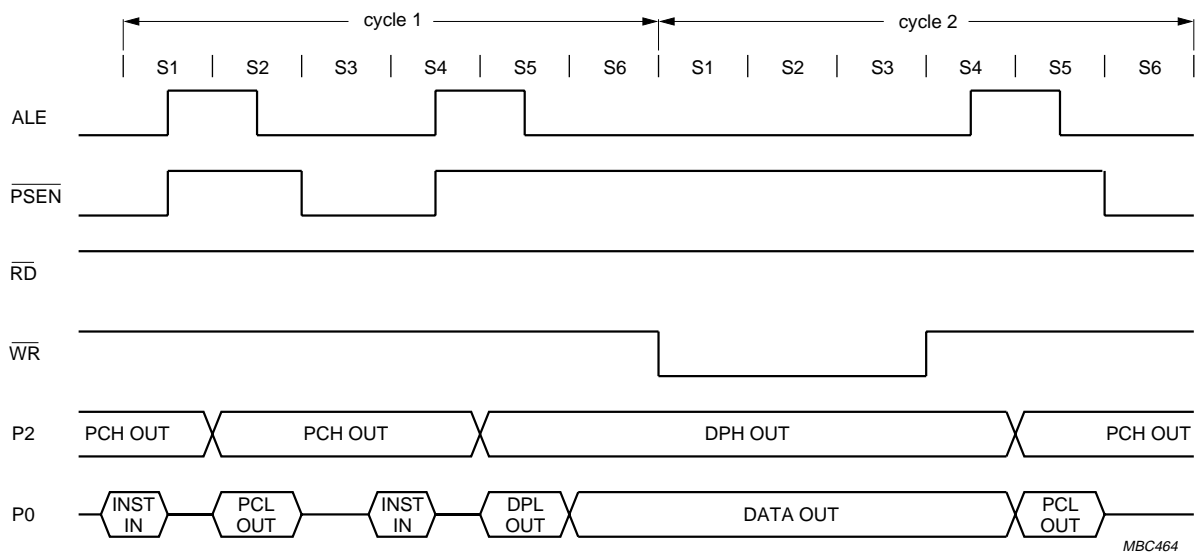 cycle 1 cycle 2
S1 S2 S3 S4 S5 S6 S1 S2 S3 S4 S5 S6
ALE
PSEN
RD
WR
P2 PCH OUT PCH OUT DPH OUT PCH OUT
P0 INST IN PCL OUT INST IN DPL OUT DATA OUT PCL OUT
MBC464